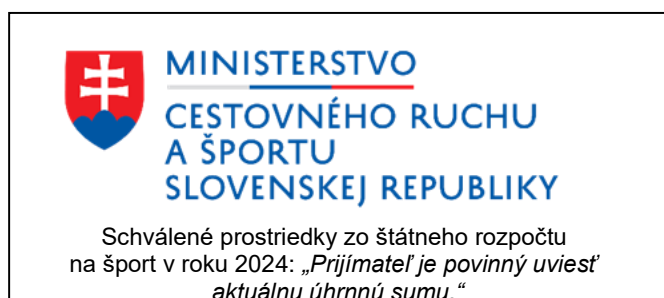 MINISTERSTVO
CESTOVNÉHO RUCHU
A ŠPORTU
SLOVENSKEJ REPUBLIKY
Schválené prostriedky zo štátneho rozpočtu
na šport v roku 2024: „Prijímateľ je povinný uviesť
aktuálnu úhrnnú sumu.“